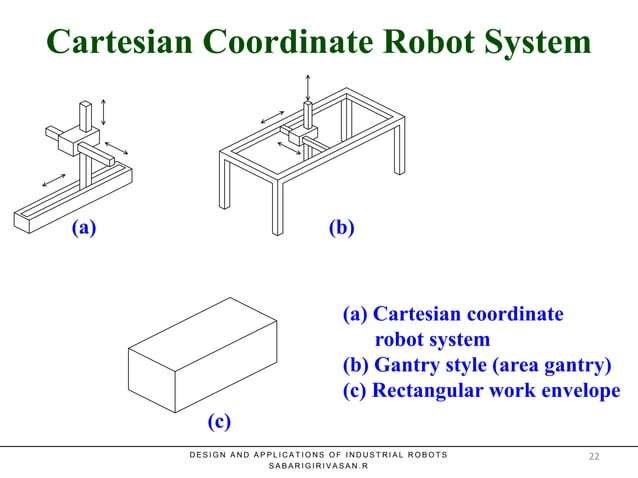 Cartesian Coordinate Robot System
(a)
(b)
(c)
(a) Cartesian coordinate
robot system
(b) Gantry style (area gantry)
(c) Rectangular work envelope
DESIGN AND APPLICATIONS OF INDUSTRIAL ROBOTS
SABARIGIRIVASAN.R
22